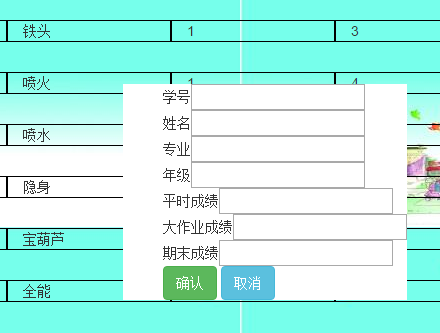 铁头 1 3
喷火 1 4
学号
姓名
喷水
专业
年级
隐身
平时成绩
大作业成绩
宝葫芦
期末成绩
确认 取消
全能